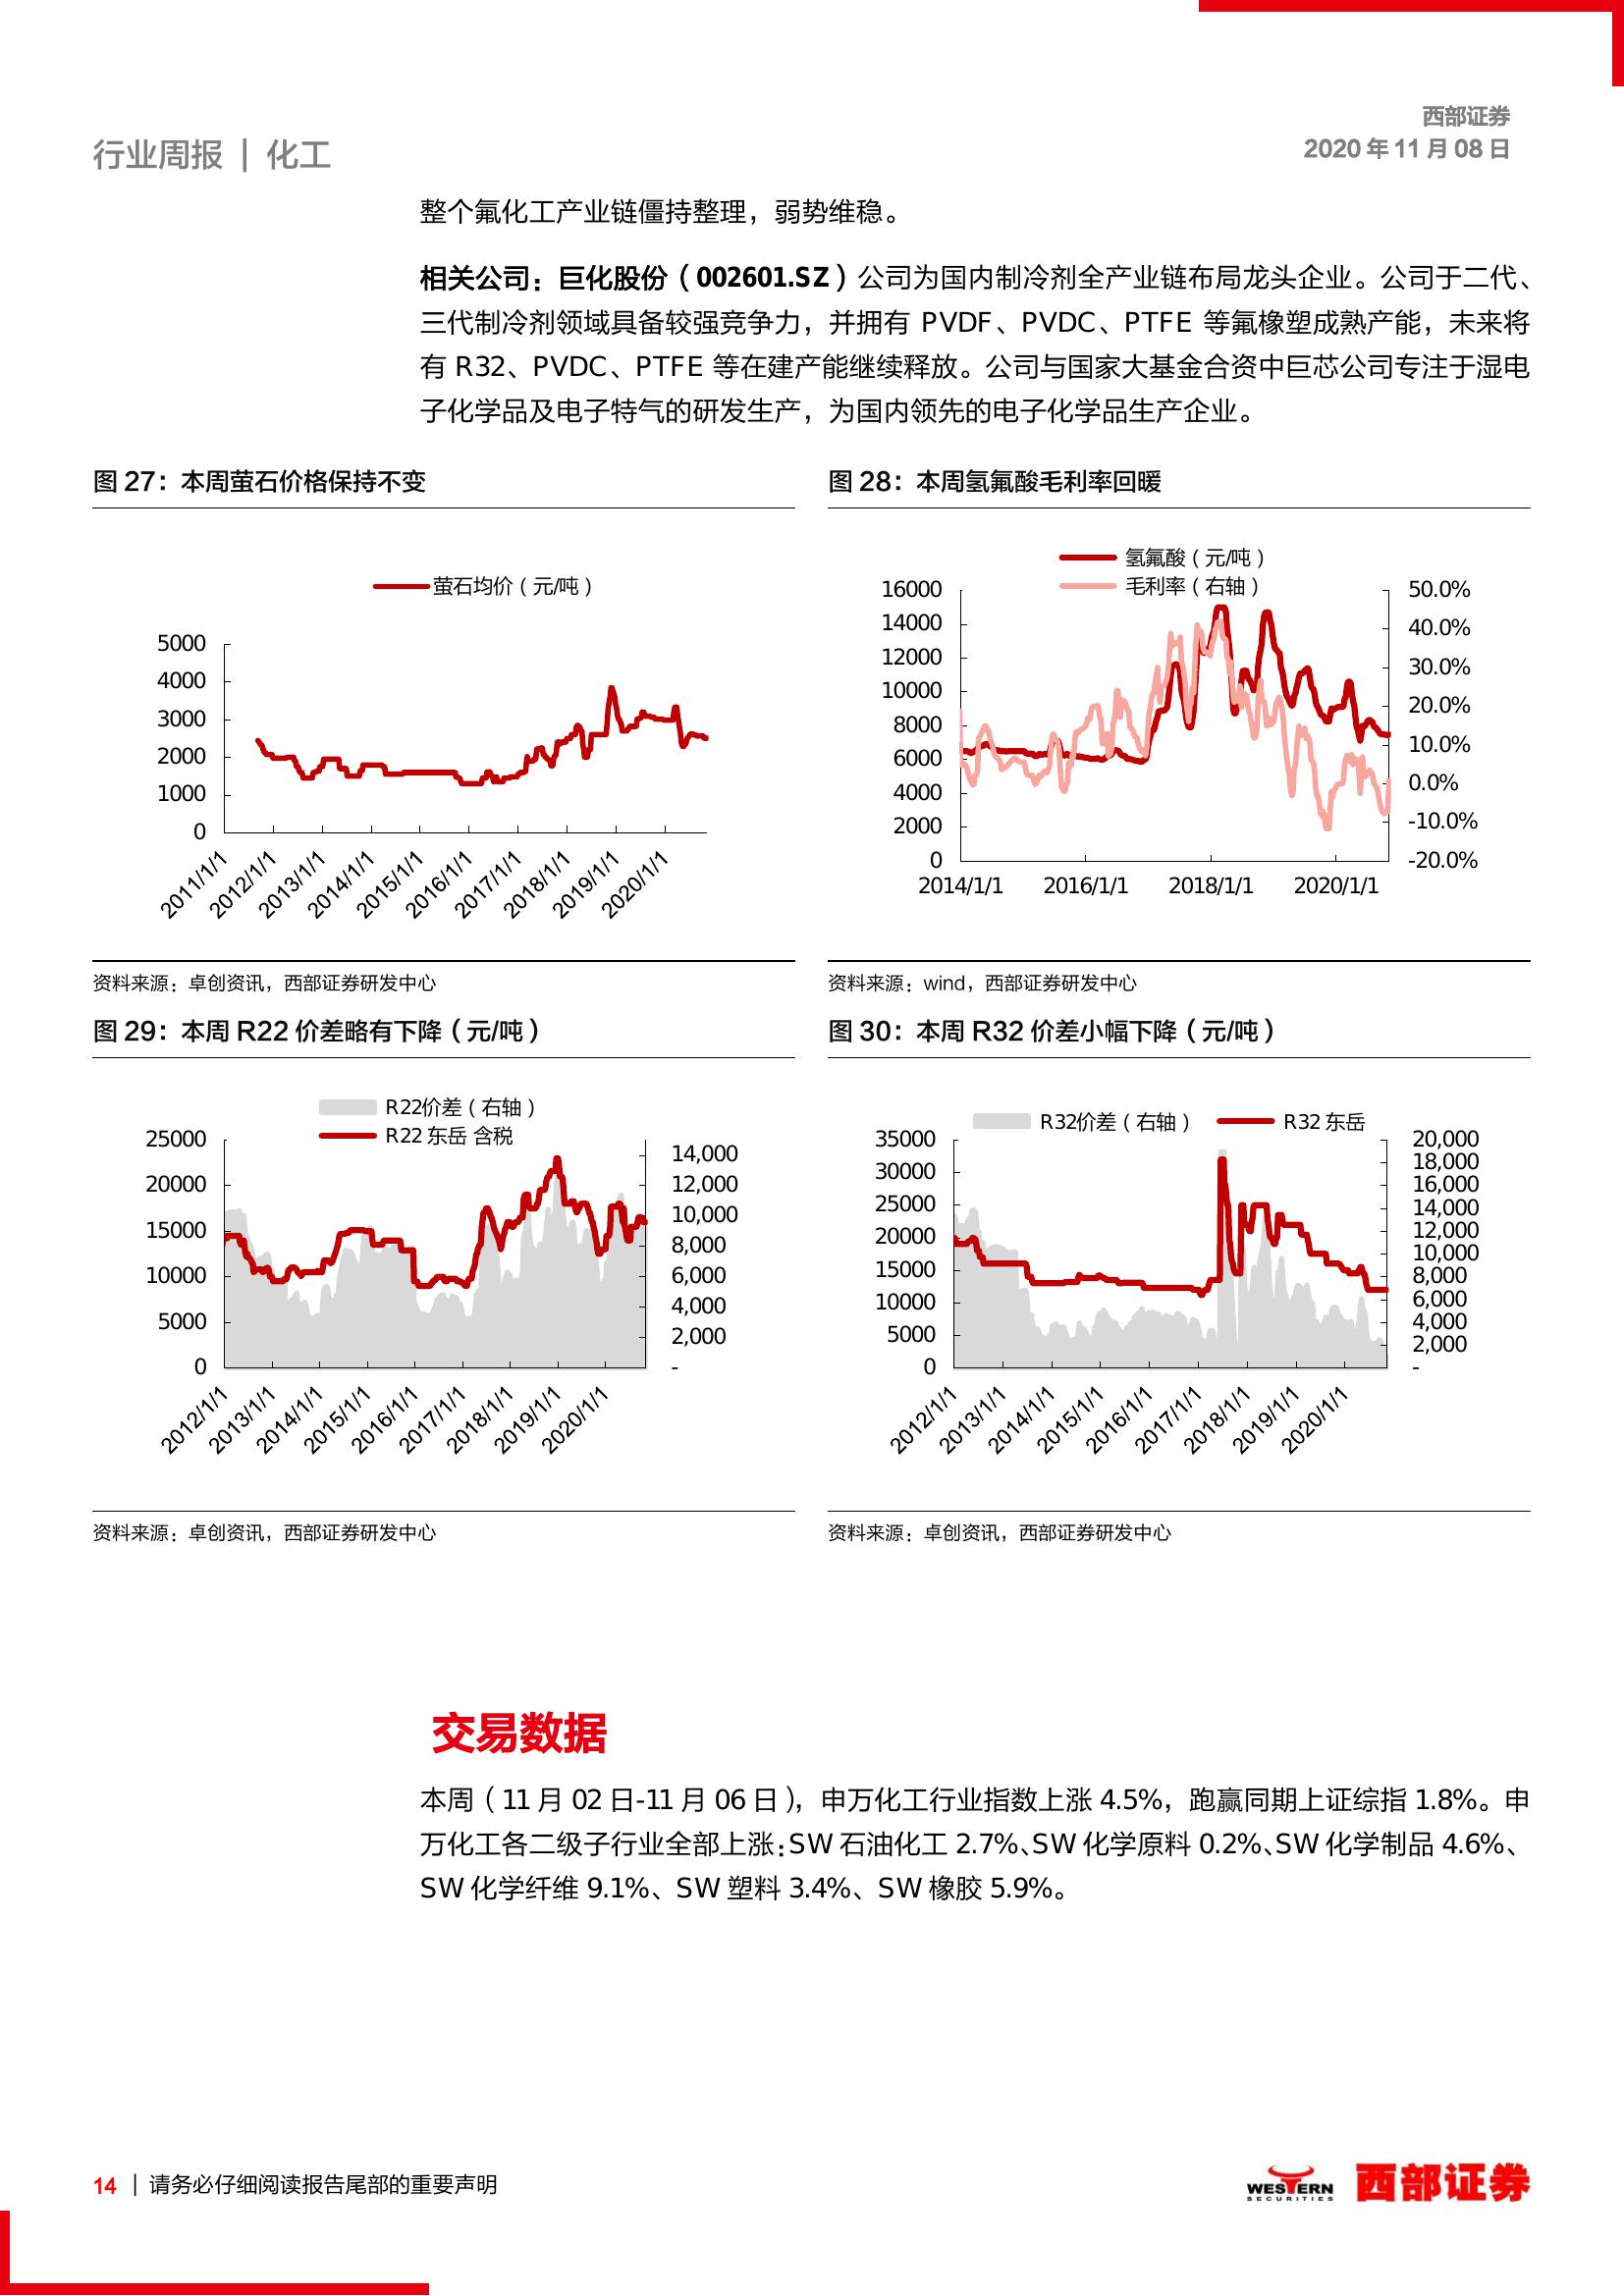 西部证券
行业周报 | 化工
2020 年 11 月 08 日
整个氟化工产业链僵持整理，弱势维稳。
相关公司：巨化股份（002601.SZ）公司为国内制冷剂全产业链布局龙头企业。公司于二代、
三代制冷剂领域具备较强竞争力，并拥有 PVDF、PVDC、PTFE 等氟橡塑成熟产能，未来将
有 R32、PVDC、PTFE 等在建产能继续释放。公司与国家大基金合资中巨芯公司专注于湿电
子化学品及电子特气的研发生产，为国内领先的电子化学品生产企业。
图 27：本周萤石价格保持不变
萤石均价（元/吨）
5000
4000
3000
2000
1000
0
2011/1/1 2012/1/1 2013/1/1 2014/1/1 2015/1/1 2016/1/1 2017/1/1 2018/1/1 2019/1/1 2020/1/1
资料来源：卓创资讯，西部证券研发中心
图 28：本周氢氟酸毛利率回暖
氢氟酸（元/吨）
毛利率（右轴）
16000 50.0%
14000 40.0%
12000 30.0%
10000 20.0%
8000 10.0%
6000 0.0%
4000 -10.0%
2000 -20.0%
0
2014/1/1 2016/1/1 2018/1/1 2020/1/1
资料来源：wind，西部证券研发中心
图 29：本周 R22 价差略有下降（元/吨）
R22价差（右轴）
R22 东岳 含税
25000 14,000
20000 12,000
15000 10,000
10000 8,000
5000 6,000
0 4,000
2,000
-
2012/1/1 2013/1/1 2014/1/1 2015/1/1 2016/1/1 2017/1/1 2018/1/1 2019/1/1 2020/1/1
资料来源：卓创资讯，西部证券研发中心
图 30：本周 R32 价差小幅下降（元/吨）
R32价差（右轴） R32 东岳
35000 20,000
30000 18,000
25000 16,000
20000 14,000
15000 12,000
10000 10,000
5000 8,000
0 6,000
4,000
2,000
-
2012/1/1 2013/1/1 2014/1/1 2015/1/1 2016/1/1 2017/1/1 2018/1/1 2019/1/1 2020/1/1
资料来源：卓创资讯，西部证券研发中心
交易数据
本周（11 月 02 日-11 月 06 日），申万化工行业指数上涨 4.5%，跑赢同期上证综指 1.8%。申
万化工各二级子行业全部上涨：SW 石油化工 2.7%、SW 化学原料 0.2%、SW 化学制品 4.6%、
SW 化学纤维 9.1%、SW 塑料 3.4%、SW 橡胶 5.9%。
14 | 请务必仔细阅读报告尾部的重要声明
WESTERN
SECURITIES
西部证券